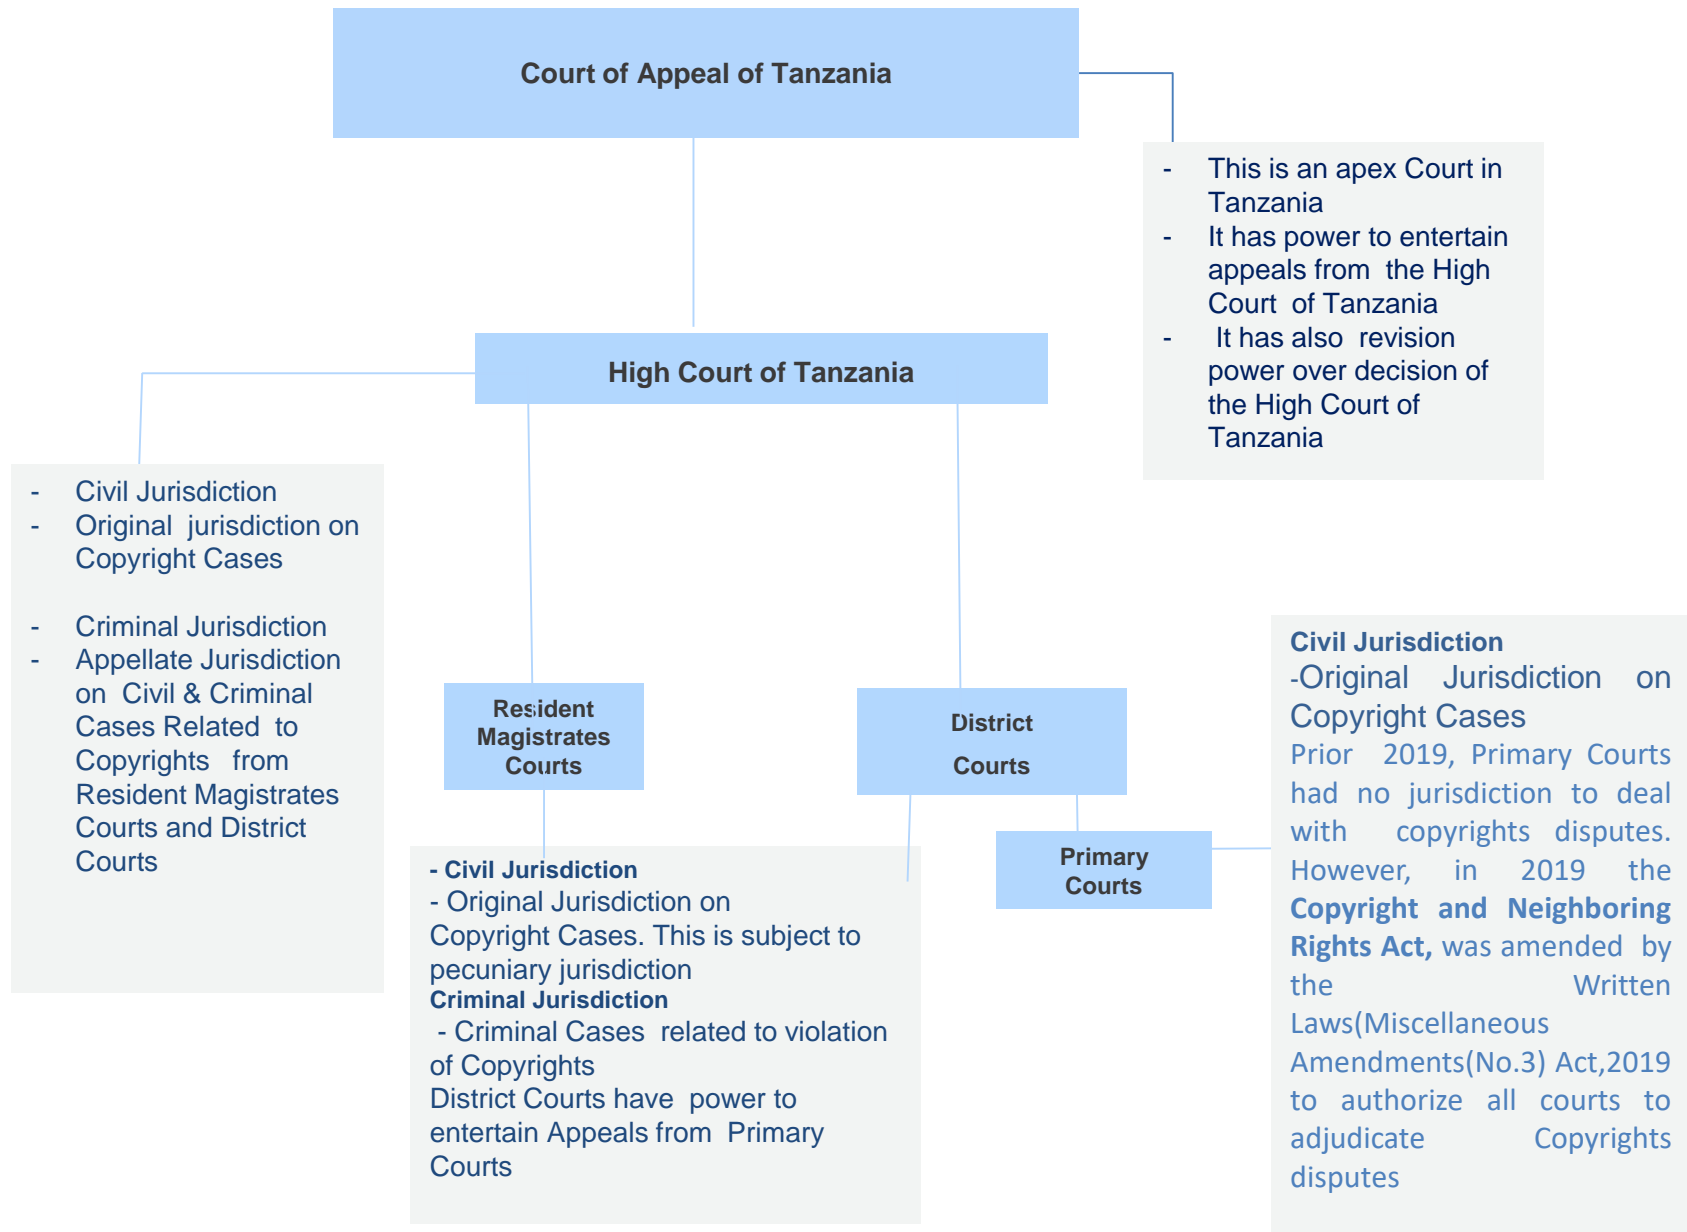 Court of Appeal of Tanzania
- This is an apex Court in
Tanzania
- It has power to entertain
appeals from the High
Court of Tanzania
- It has also revision
power over decision of
the High Court of
Tanzania
High Court of Tanzania
- Civil Jurisdiction
- Original jurisdiction on
Copyright Cases
- Criminal Jurisdiction
- Appellate Jurisdiction
on Civil & Criminal
Cases Related to
Copyrights from
Resident Magistrates
Courts and District
Courts
Resident
Magistrates
Courts
District
Courts
- Civil Jurisdiction
- Original Jurisdiction on
Copyright Cases. This is subject to
pecuniary jurisdiction
Criminal Jurisdiction
- Criminal Cases related to violation
of Copyrights
District Courts have power to
entertain Appeals from Primary
Courts
Primary
Courts
Civil Jurisdiction
-Original Jurisdiction on
Copyright Cases
Prior 2019, Primary Courts
had no jurisdiction to deal
with copyrights disputes.
However, in 2019 the
Copyright and Neighboring
Rights Act, was amended by
the Written
Laws(Miscellaneous
Amendments(No.3) Act,2019
to authorize all courts to
adjudicate Copyrights
disputes